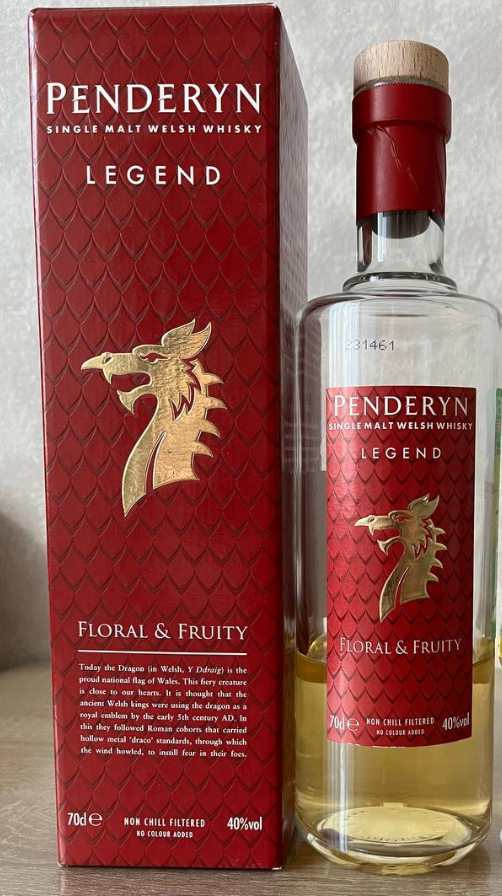 PENDERYN
SINGLE MALT WELSH WHISKY
LEGEND
FLORAL & FRUITY
Today the Dragon (in Welsh, Y Ddraig) is the
proud national flag of Wales. This fiery creature
is close to our hearts. It is thought that the
ancient Welsh kings were using the dragon as a
royal emblem by the early 5th century AD. In
this they followed Roman cohorts that carried
hollow metal 'draco' standards, through which
the wind howled, to instill fear in their foes.
70cl ℮ NON CHILL FILTERED 40%vol
NO COLOUR ADDED
231461
PENDERYN
SINGLE MALT WELSH WHISKY
LEGEND
FLORAL & FRUITY
70cl ℮ NON CHILL FILTERED 40%vol
NO COLOUR ADDED